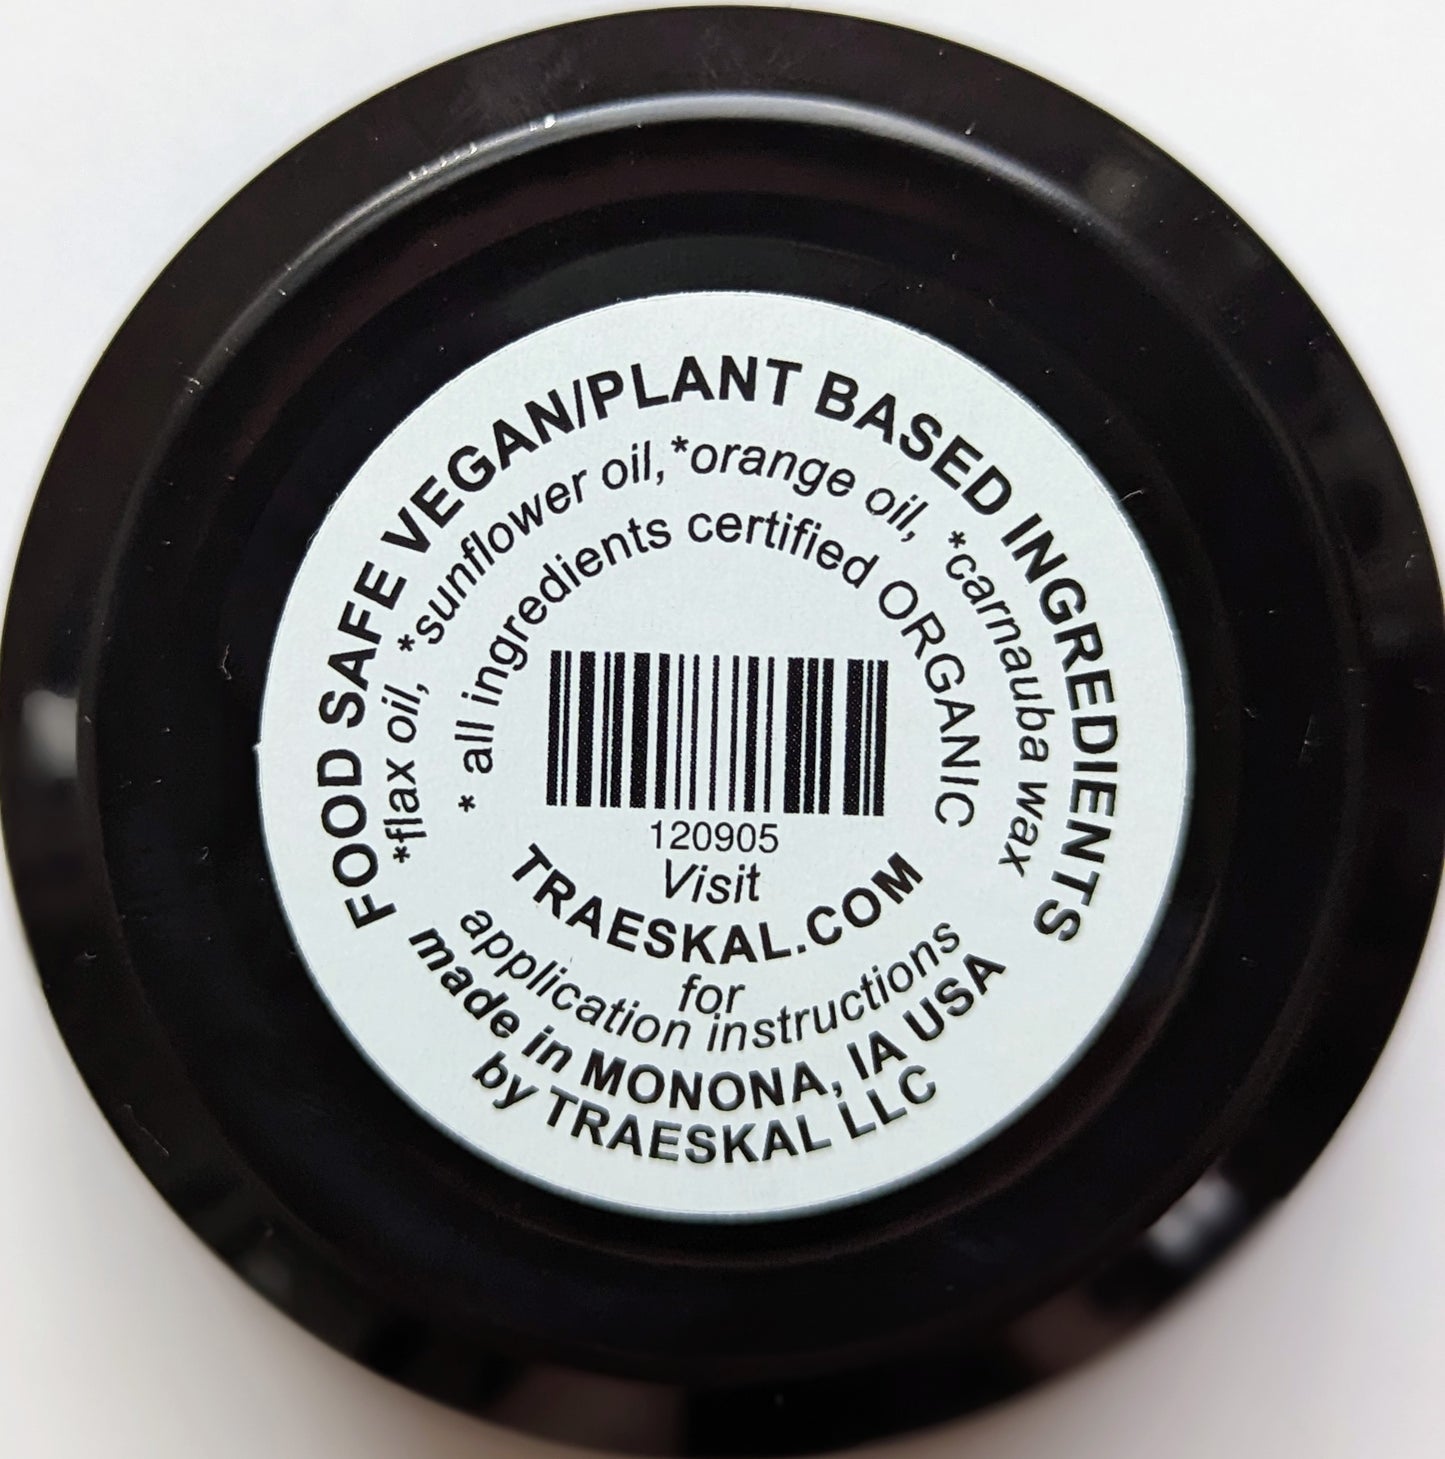 FOOD SAFE VEGAN/PLANT BASED INGREDIENTS
*flax oil, *sunflower oil, *orange oil, *carnauba wax
* all ingredients certified ORGANIC
120905
Visit
TRAESKAL.COM
for
application instructions
made in MONONA, IA USA
by TRAESKAL LLC